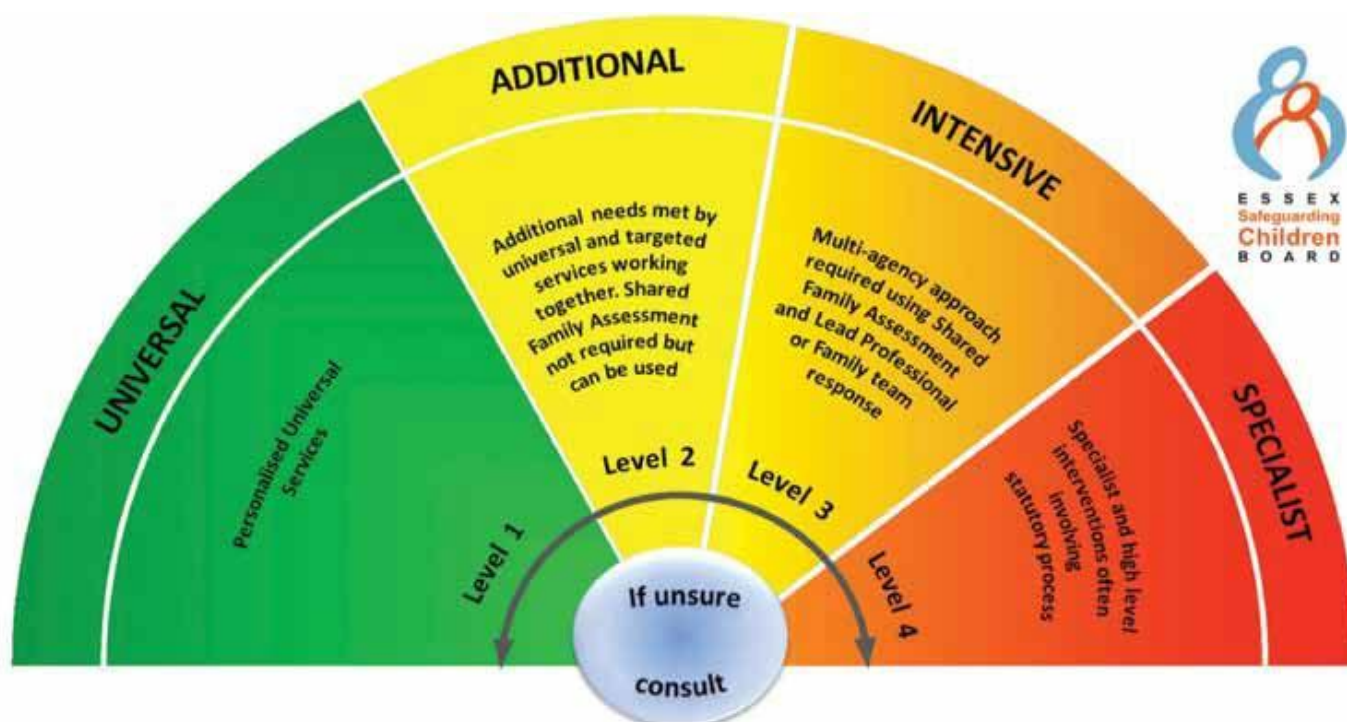 UNIVERSAL
Personalised Universal
Services
Level 1
ADDITIONAL
Additional needs met by
universal and targeted
services working
together. Shared
Family Assessment
not required but
can be used
Level 2
INTENSIVE
Multi-agency approach
required using Shared
Family Assessment
and Lead Professional
or Family team
response
Level 3
SPECIALIST
Specialist and high level
interventions often
involving
statutory process
Level 4
If unsure
consult
ESSEX
Safeguarding
Children
BOARD